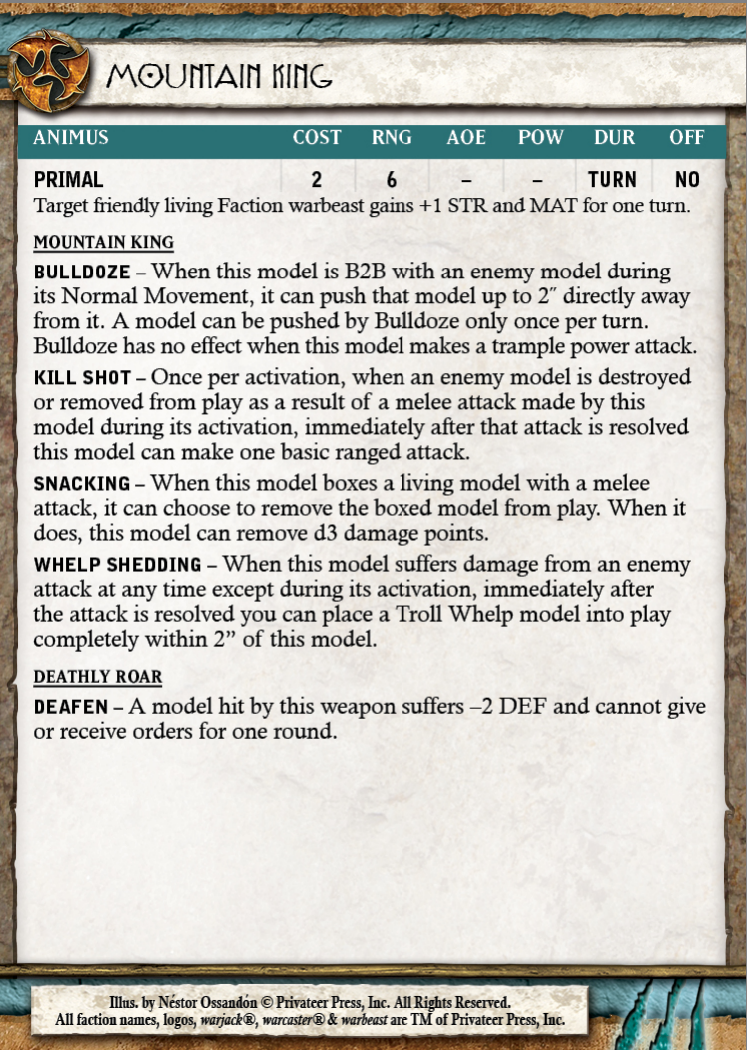 MOUNTAIN KING
ANIMUS COST RNG AOE POW DUR OFF
PRIMAL 2 6 – – TURN NO
Target friendly living Faction warbeast gains +1 STR and MAT for one turn.
MOUNTAIN KING
BULLDOZE – When this model is B2B with an enemy model during
its Normal Movement, it can push that model up to 2″ directly away
from it. A model can be pushed by Bulldoze only once per turn.
Bulldoze has no effect when this model makes a trample power attack.
KILL SHOT – Once per activation, when an enemy model is destroyed
or removed from play as a result of a melee attack made by this
model during its activation, immediately after that attack is resolved
this model can make one basic ranged attack.
SNACKING – When this model boxes a living model with a melee
attack, it can choose to remove the boxed model from play. When it
does, this model can remove d3 damage points.
WHELP SHEDDING – When this model suffers damage from an enemy
attack at any time except during its activation, immediately after
the attack is resolved you can place a Troll Whelp model into play
completely within 2” of this model.
DEATHLY ROAR
DEAFEN – A model hit by this weapon suffers –2 DEF and cannot give
or receive orders for one round.
Illus. by Néstor Ossandón © Privateer Press, Inc. All Rights Reserved.
All faction names, logos, warjack®, warcaster® & warbeast are TM of Privateer Press, Inc.